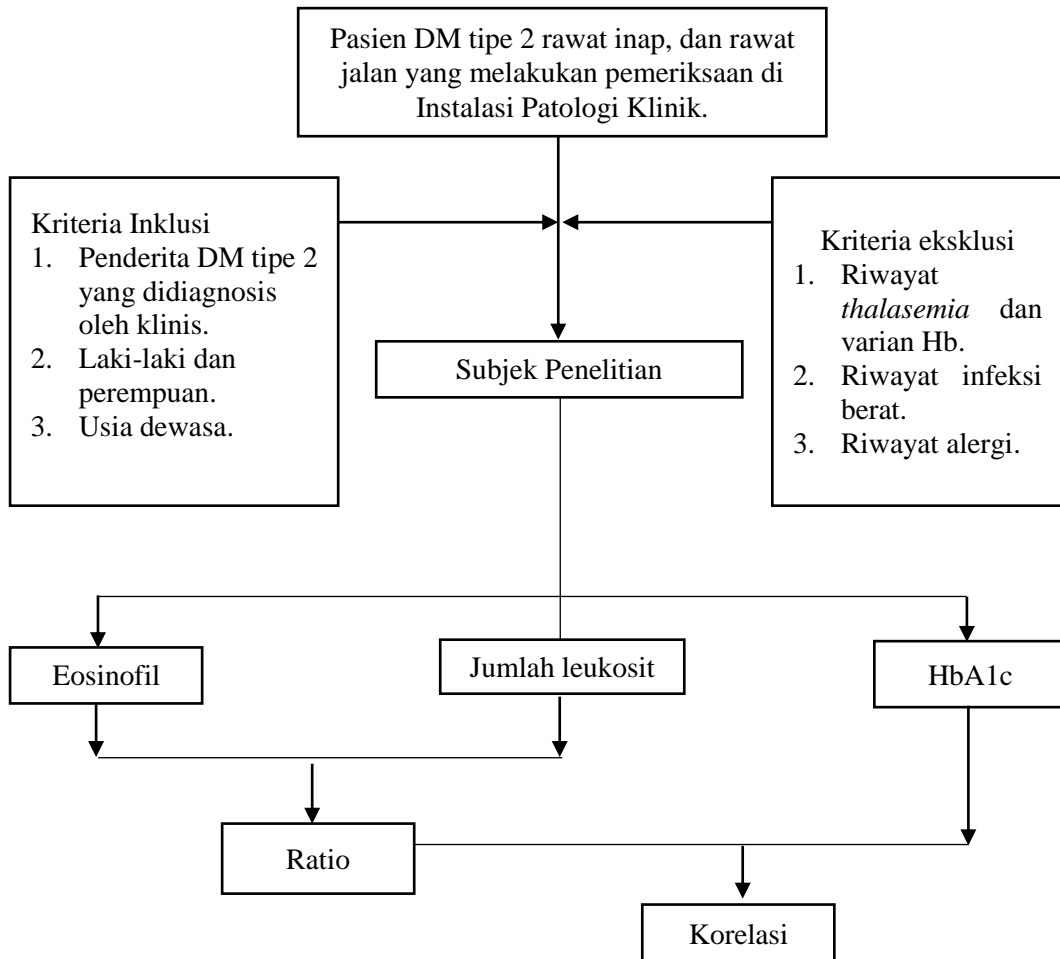 Pasien DM tipe 2 rawat inap, dan rawat
jalan yang melakukan pemeriksaan di
Instalasi Patologi Klinik.
Kriteria Inklusi
1. Penderita DM tipe 2
yang didiagnosis
oleh klinis.
2. Laki-laki dan
perempuan.
3. Usia dewasa.
Kriteria eksklusi
1. Riwayat
thalasemia dan
varian Hb.
2. Riwayat infeksi
berat.
3. Riwayat alergi.
Subjek Penelitian
Eosinofil
Jumlah leukosit
HbA1c
Ratio
Korelasi